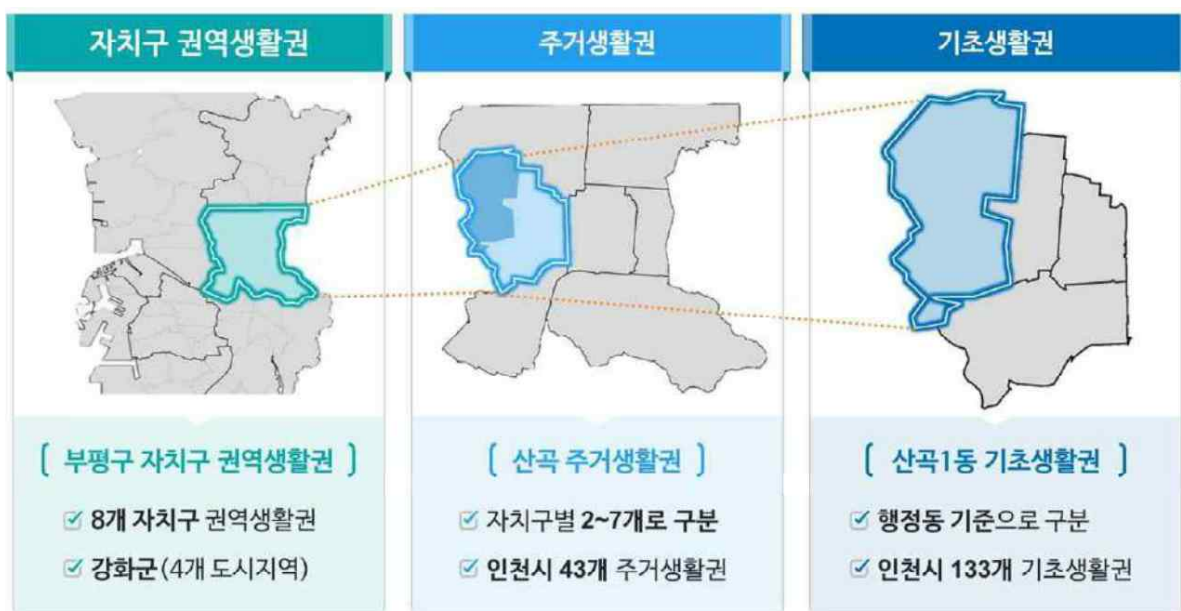 자치구 권역생활권
주거생활권
기초생활권
[ 부평구 자치구 권역생활권 ]
8개 자치구 권역생활권
강화군 (4개 도시지역)
[ 산곡 주거생활권 ]
자치구별 2~7개로 구분
인천시 43개 주거생활권
[ 산곡1동 기초생활권 ]
행정동 기준으로 구분
인천시 133개 기초생활권